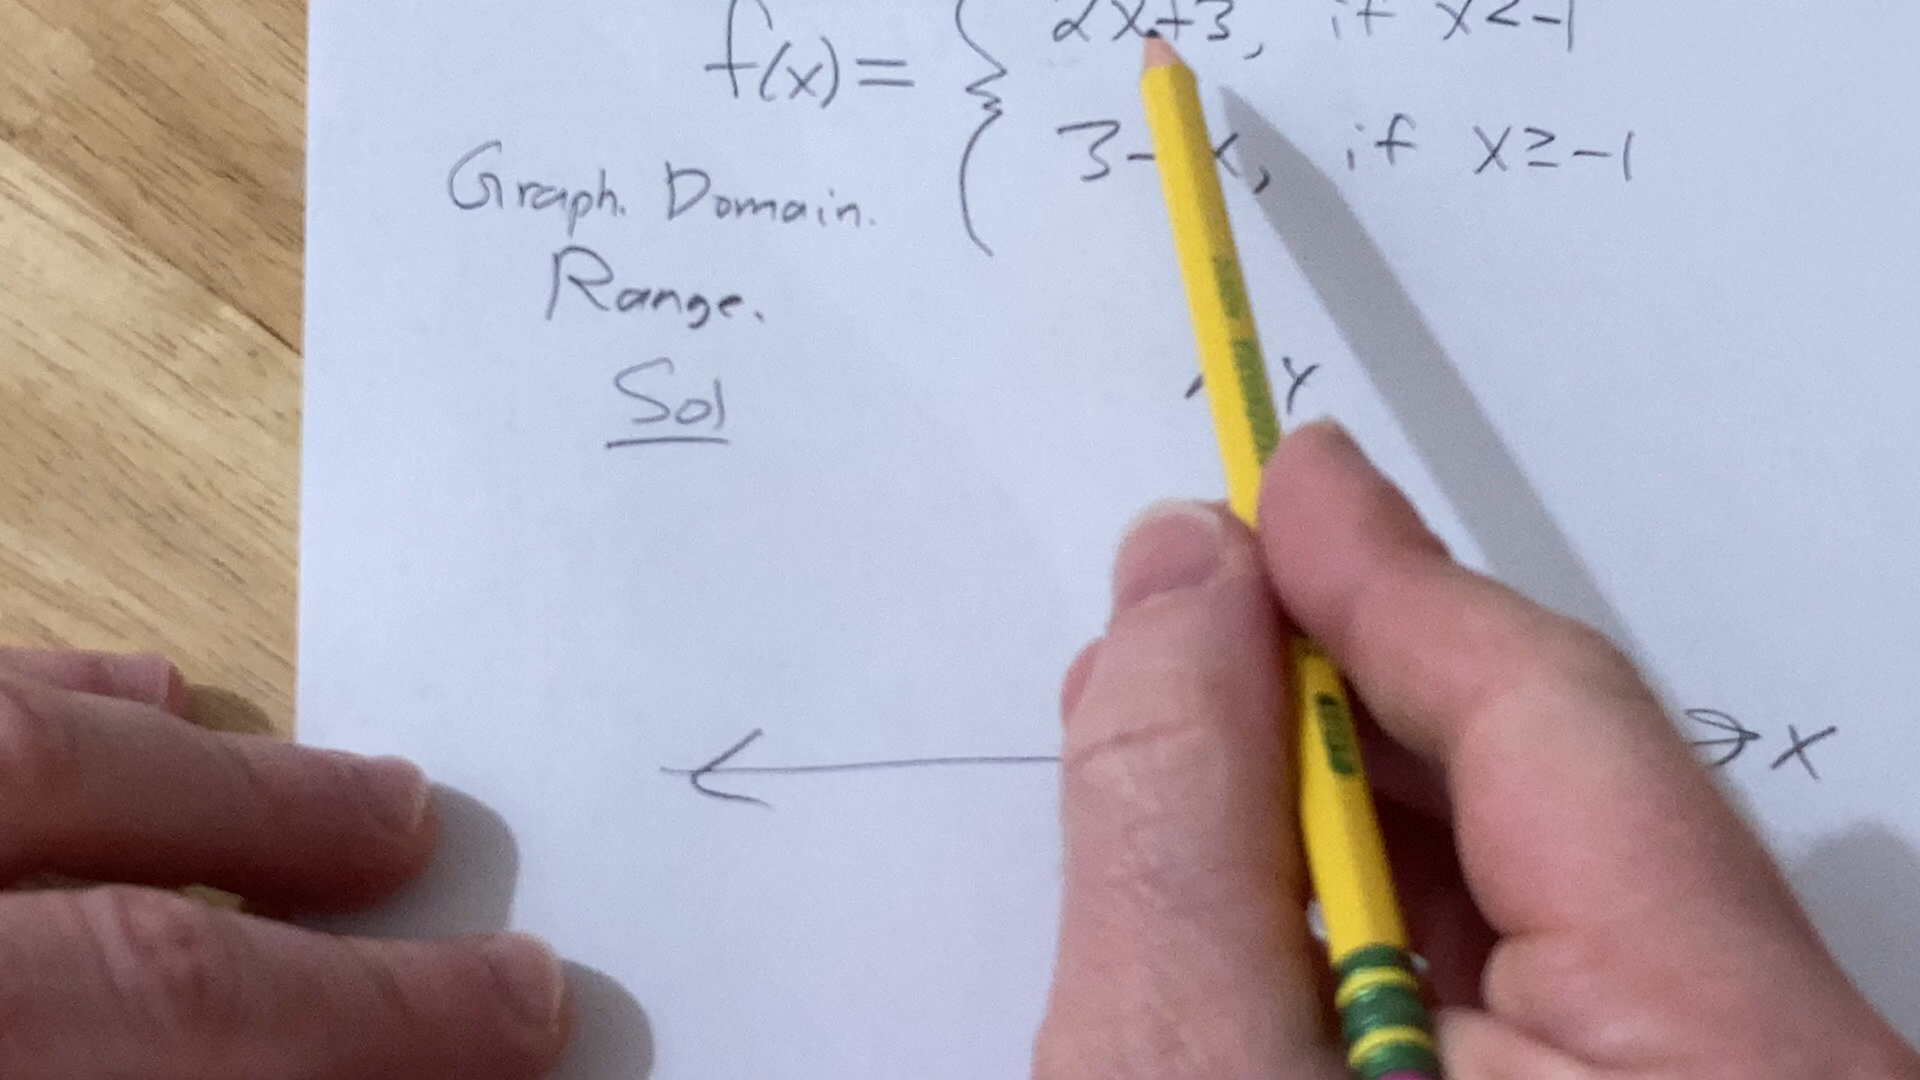 f(x) = { 2x+3, if x<-1
3-x, if x≥-1
Graph. Domain.
Range.
Sol
Y
X